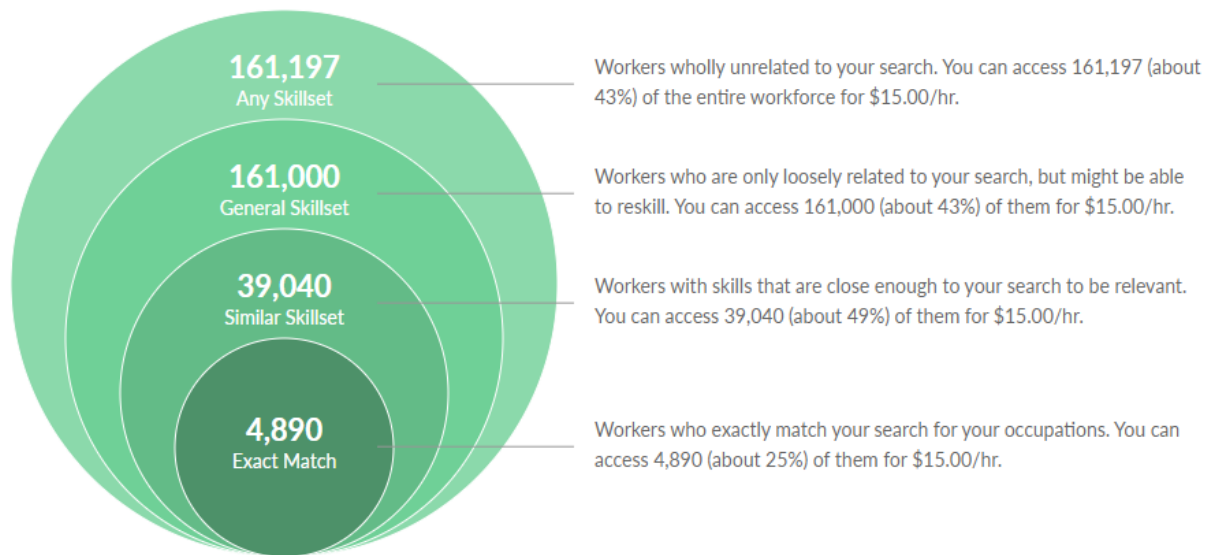 161,197
Any Skillset
Workers wholly unrelated to your search. You can access 161,197 (about
43%) of the entire workforce for $15.00/hr.
161,000
General Skillset
Workers who are only loosely related to your search, but might be able
to reskill. You can access 161,000 (about 43%) of them for $15.00/hr.
39,040
Similar Skillset
Workers with skills that are close enough to your search to be relevant.
You can access 39,040 (about 49%) of them for $15.00/hr.
4,890
Exact Match
Workers who exactly match your search for your occupations. You can
access 4,890 (about 25%) of them for $15.00/hr.